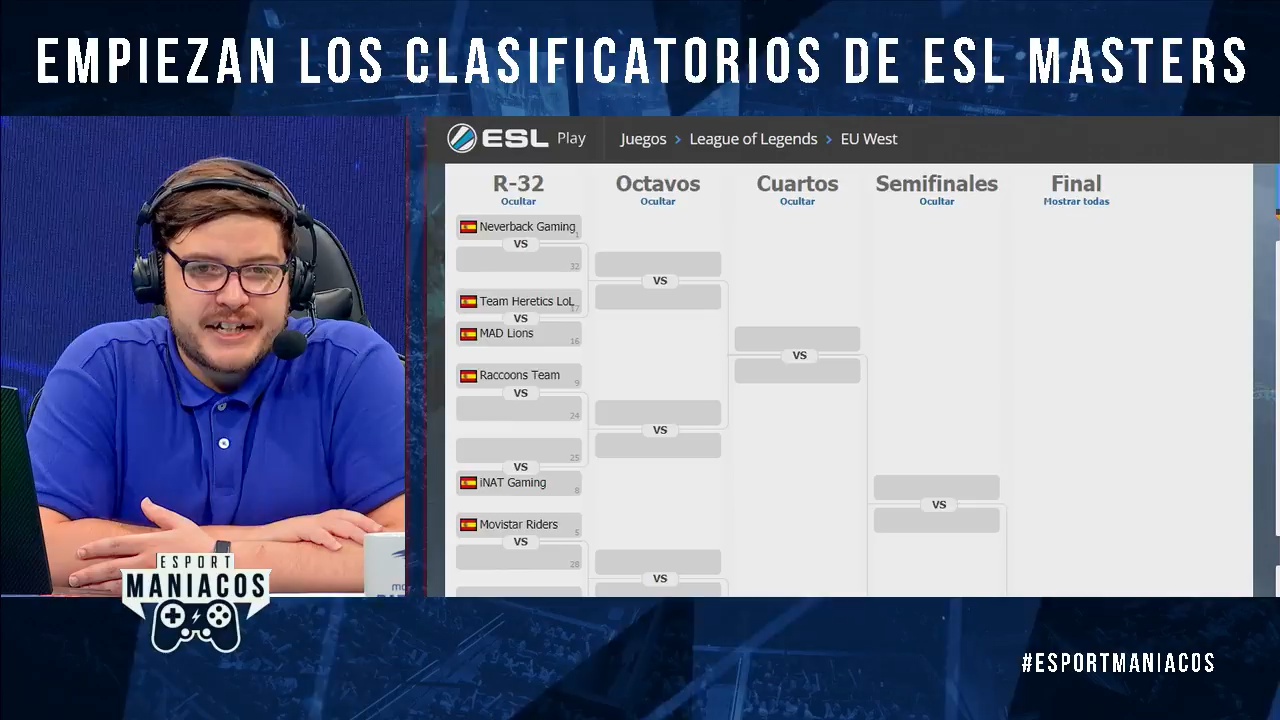 EMPIEZAN LOS CLASIFICATORIOS DE ESL MASTERS
ESL Play Juegos > League of Legends > EU West
R-32 Octavos Cuartos Semifinales Final
Ocultar Ocultar Ocultar Ocultar Mostrar todas
Neverback Gaming 1
VS
32
VS
Team Heretics LoL 17
VS
MAD Lions 16
VS
Raccoons Team 9
VS
24
VS
25
VS
iNAT Gaming 8
VS
Movistar Riders 5
VS
28
VS
ESPORT
MANIACOS
#ESPORTMANIACOS